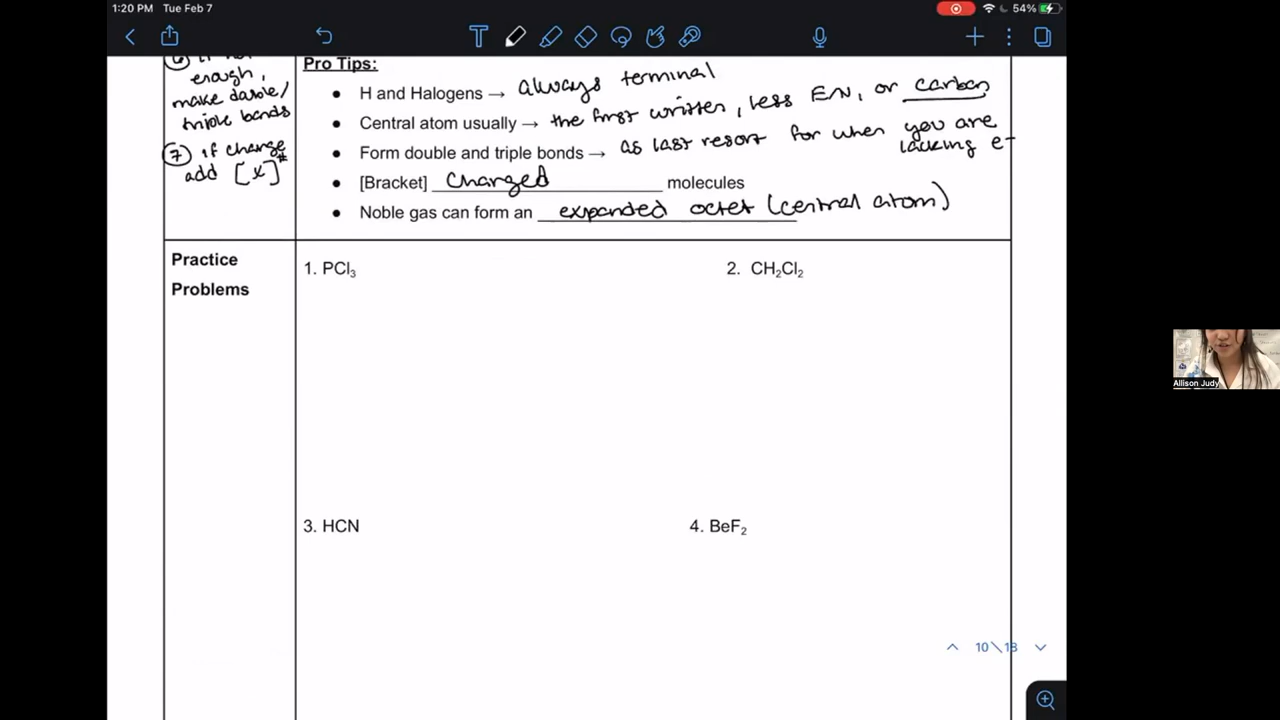 1:20 PM Tue Feb 7
54%
enough,
make double/
triple bonds
⑦ if charge
add [x]
Pro Tips:
• H and Halogens → always terminal
• Central atom usually → the first written, less EN, or carbon
• Form double and triple bonds → as last resort for when you are
lacking e-
• [Bracket] charged molecules
• Noble gas can form an expanded octet (central atom)
Practice
Problems
1. PCl₃
2. CH₂Cl₂
3. HCN
4. BeF₂
10\18
Allison Judy